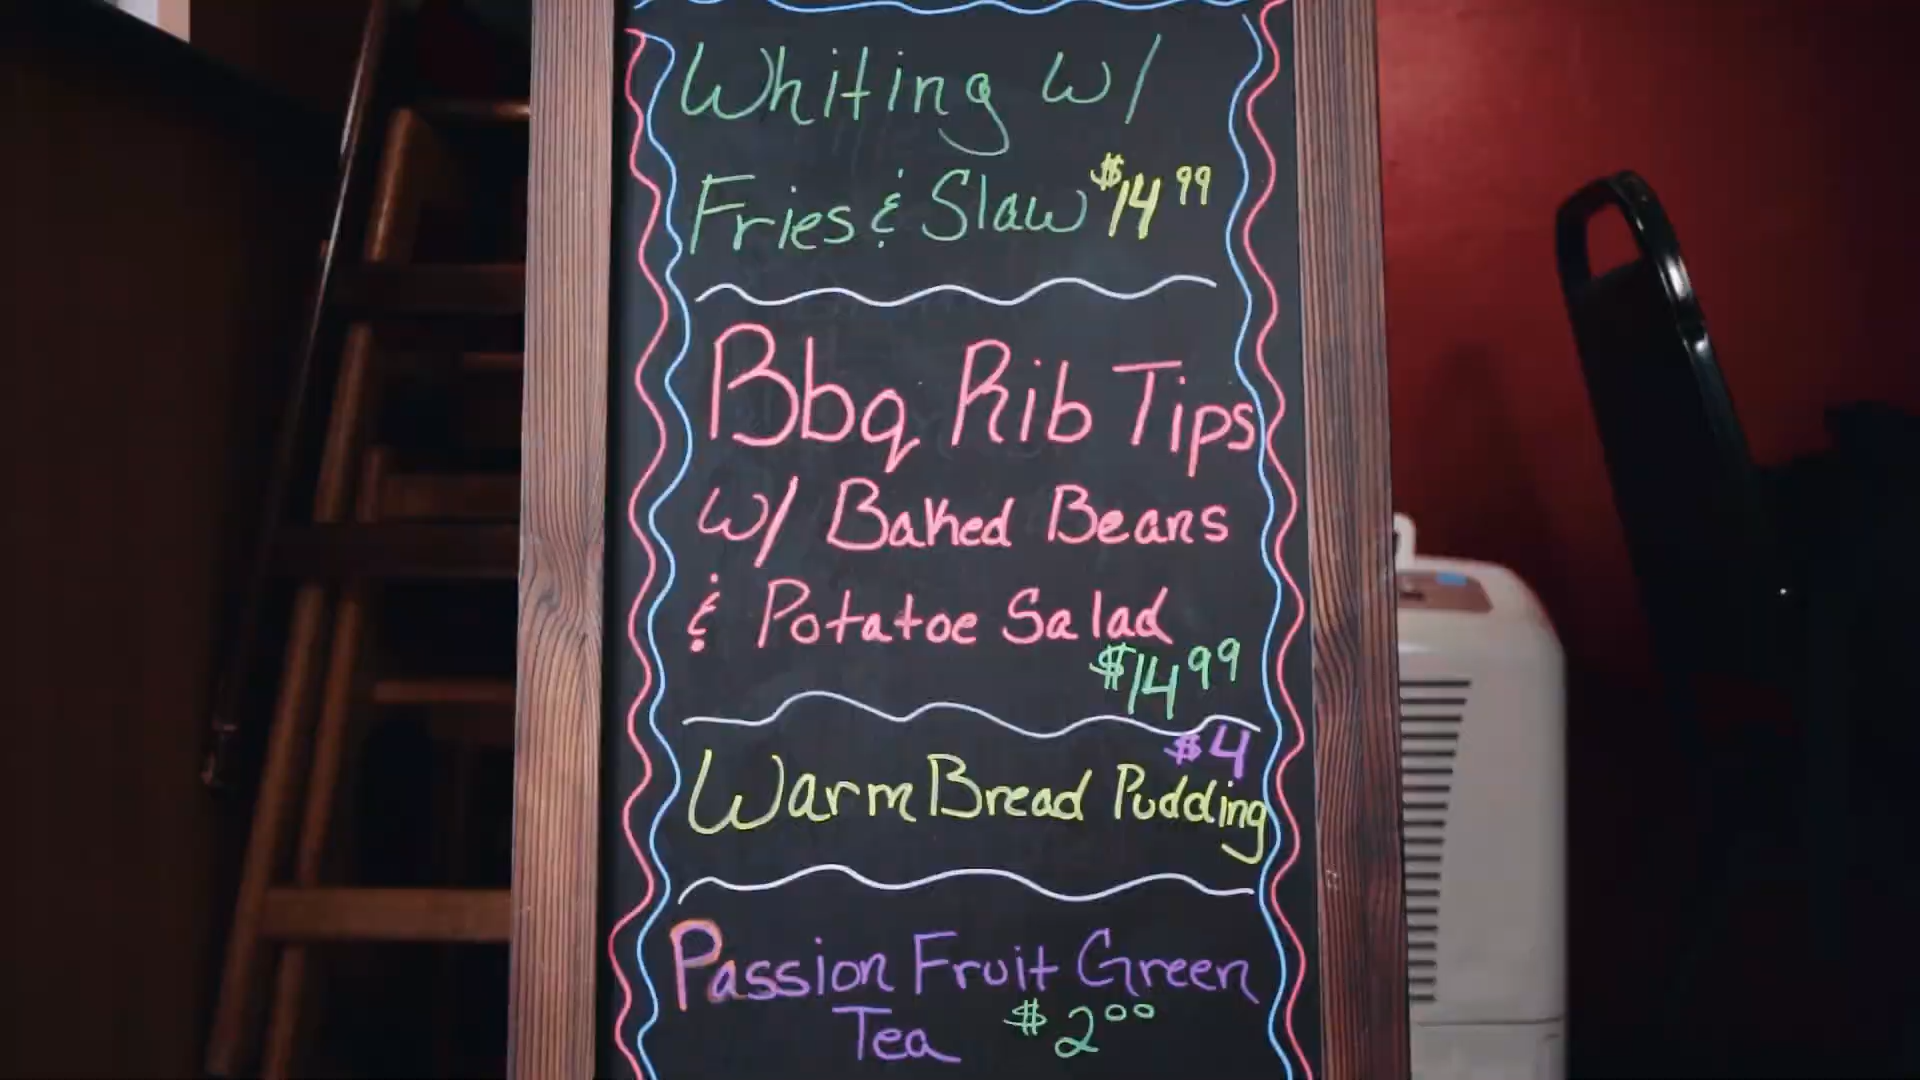 Whiting w/
Fries & Slaw $14.99
Bbq Rib Tips
w/ Baked Beans
& Potatoe Salad
$14.99
$4
Warm Bread Pudding
Passion Fruit Green
Tea $2.00